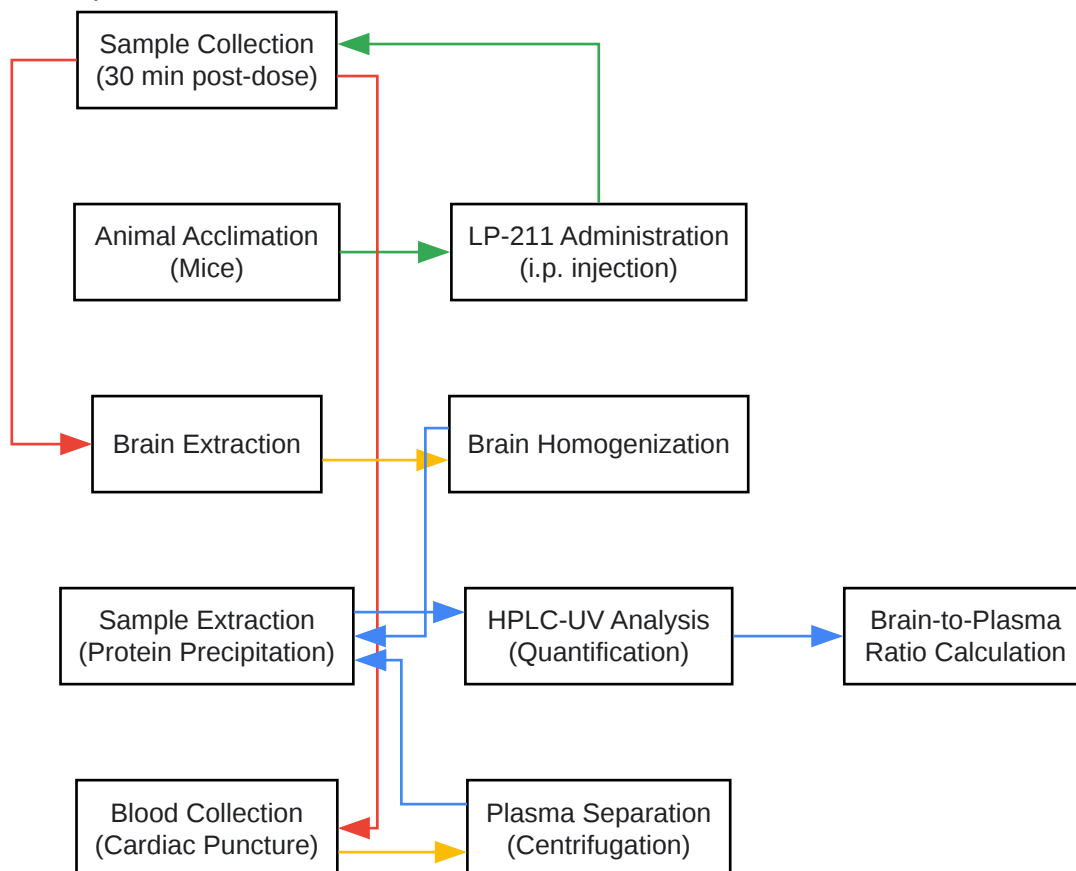 Sample Collection
(30 min post-dose)
Animal Acclimation
(Mice)
LP-211 Administration
(i.p. injection)
Brain Extraction
Brain Homogenization
Sample Extraction
(Protein Precipitation)
HPLC-UV Analysis
(Quantification)
Brain-to-Plasma
Ratio Calculation
Blood Collection
(Cardiac Puncture)
Plasma Separation
(Centrifugation)